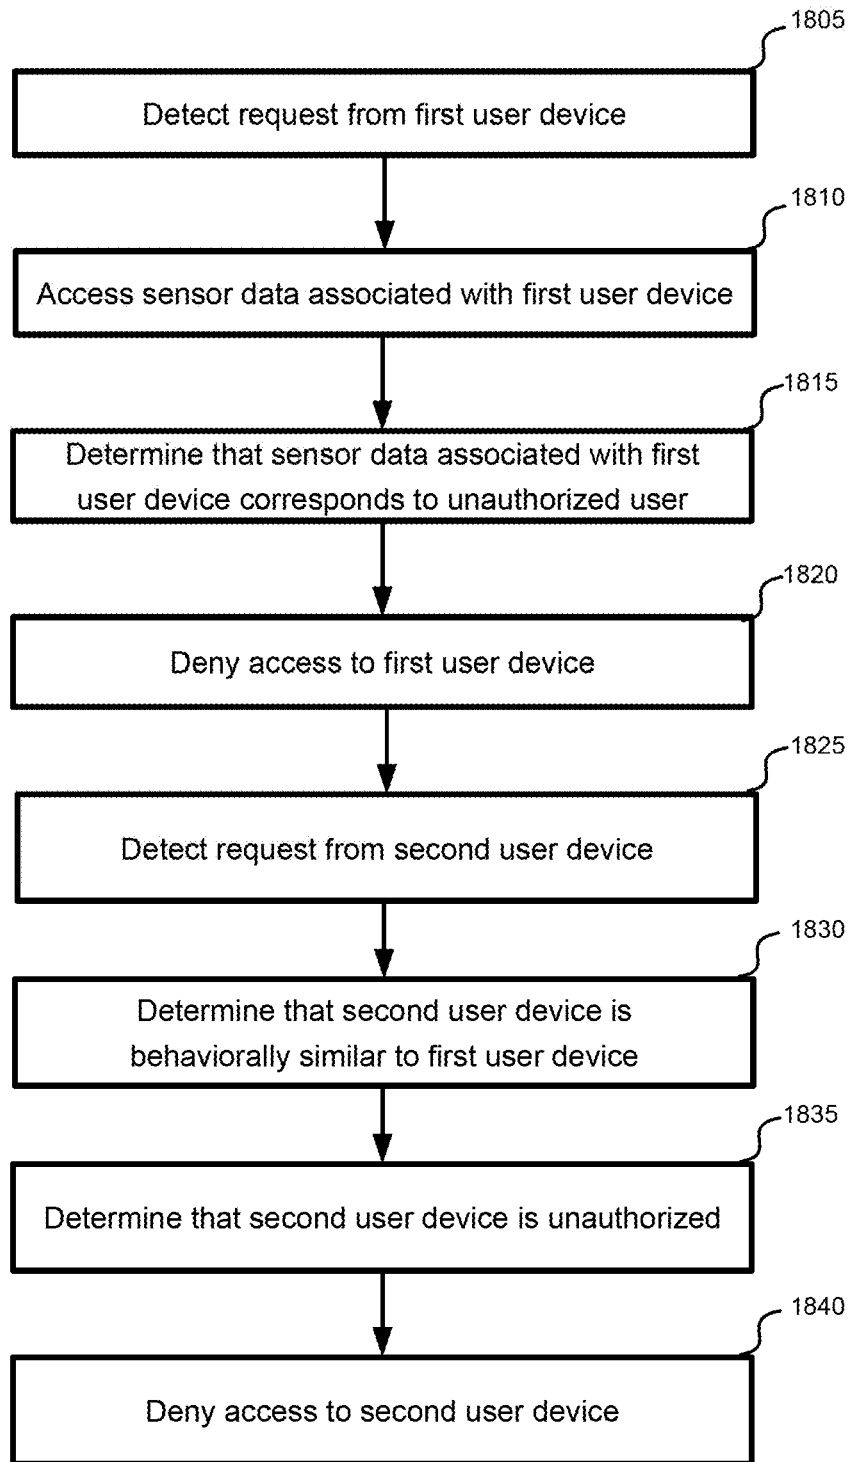 1805
Detect request from first user device
1810
Access sensor data associated with first user device
1815
Determine that sensor data associated with first
user device corresponds to unauthorized user
1820
Deny access to first user device
1825
Detect request from second user device
1830
Determine that second user device is
behaviorally similar to first user device
1835
Determine that second user device is unauthorized
1840
Deny access to second user device